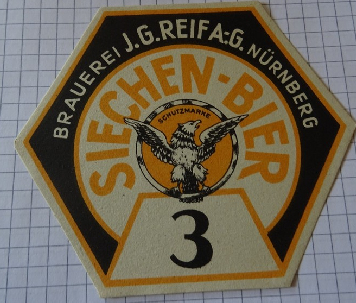 BRAUEREI J.G.REIF A.-G. NÜRNBERG
SIECHEN-BIER
SCHUTZMARKE
3